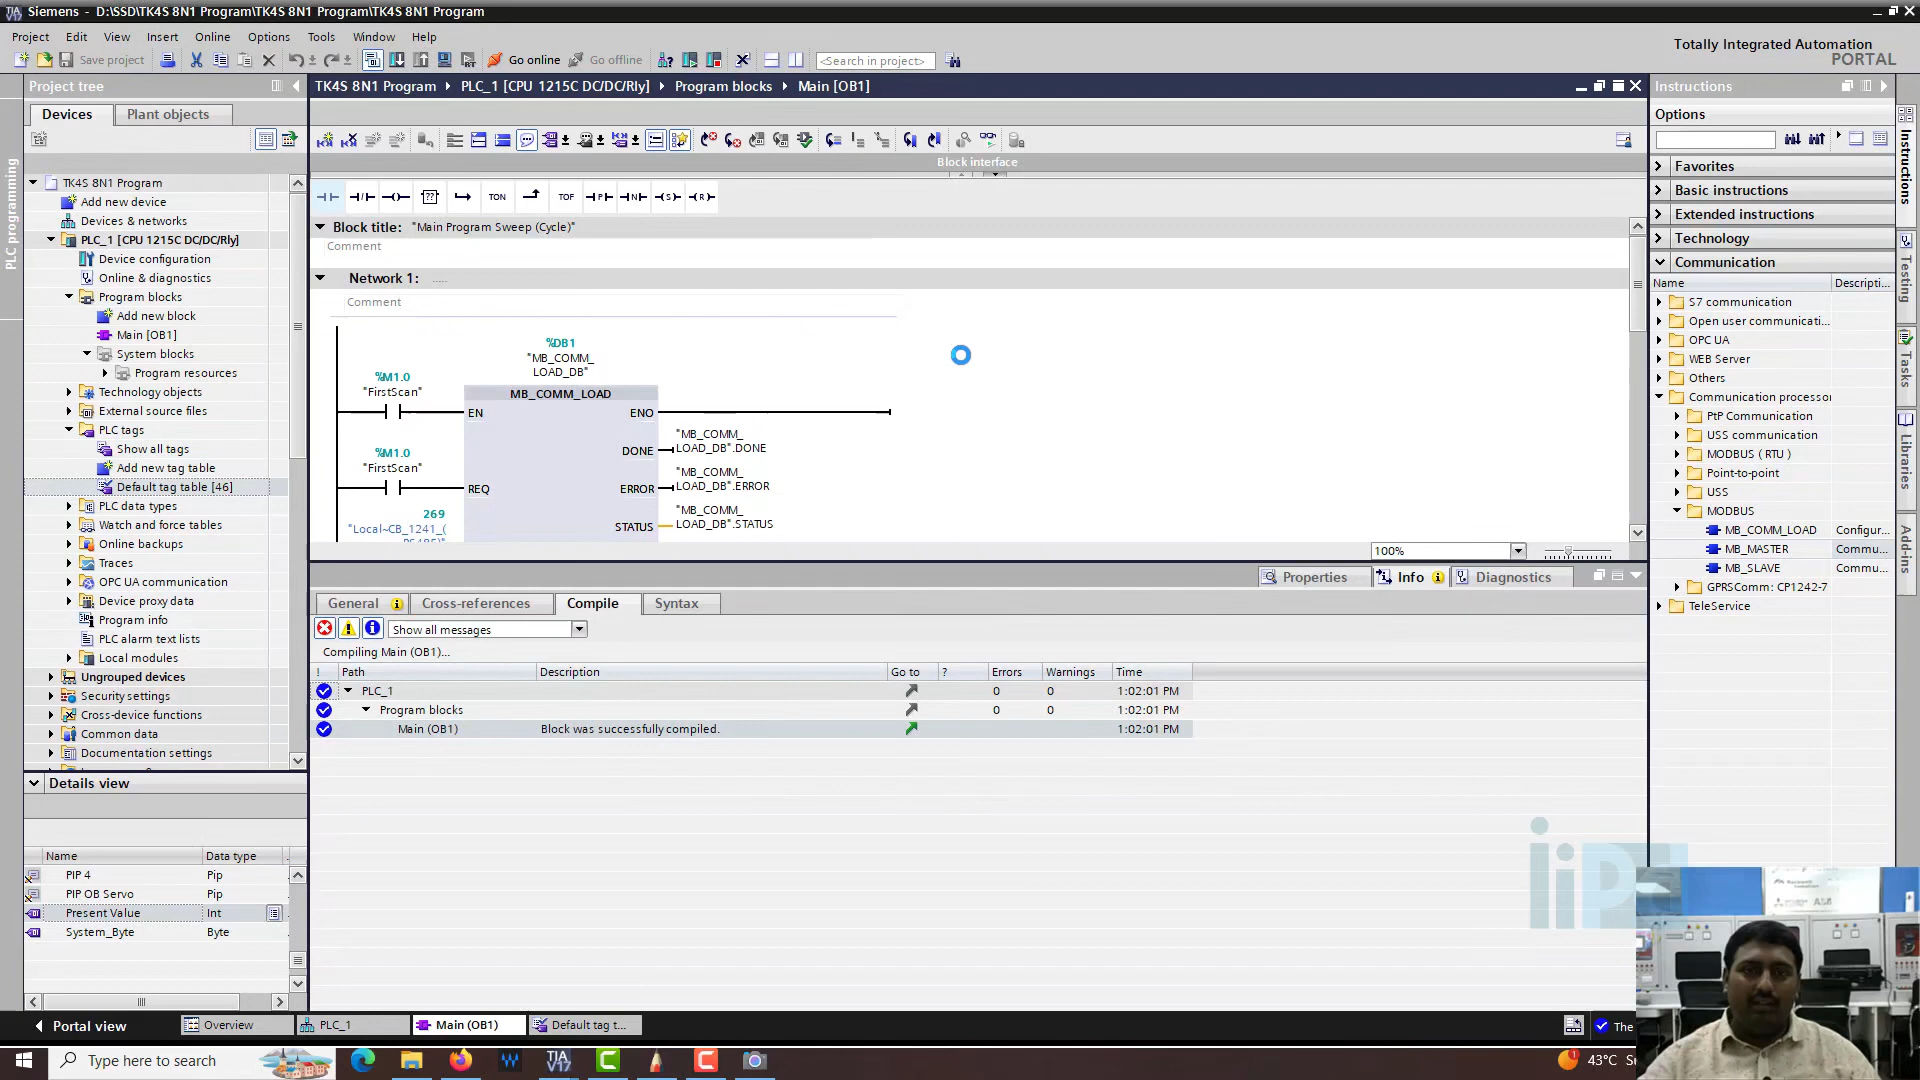 Siemens - D:\SSD\TK4S 8N1 Program\TK4S 8N1 Program\TK4S 8N1 Program
Project Edit View Insert Online Options Tools Window Help
Totally Integrated Automation
PORTAL
Save project
Go online
Go offline
<Search in project>
Project tree
Devices
Plant objects
PLC programming
TK4S 8N1 Program
Add new device
Devices & networks
PLC_1 [CPU 1215C DC/DC/Rly]
Device configuration
Online & diagnostics
Program blocks
Add new block
Main [OB1]
System blocks
Program resources
Technology objects
External source files
PLC tags
Show all tags
Add new tag table
Default tag table [46]
PLC data types
Watch and force tables
Online backups
Traces
OPC UA communication
Device proxy data
Program info
PLC alarm text lists
Local modules
Ungrouped devices
Security settings
Cross-device functions
Common data
Documentation settings
Details view
Name Data type
PIP 4 Pip
PIP OB Servo Pip
Present Value Int
System_Byte Byte
TK4S 8N1 Program PLC_1 [CPU 1215C DC/DC/Rly] Program blocks Main [OB1]
Block interface
TON
TOF
Block title: "Main Program Sweep (Cycle)"
Comment
Network 1: .....
Comment
%DB1
"MB_COMM_
LOAD_DB"
MB_COMM_LOAD
%M1.0
"FirstScan"
EN ENO
DONE
"MB_COMM_
LOAD_DB".DONE
%M1.0
"FirstScan"
REQ
ERROR
"MB_COMM_
LOAD_DB".ERROR
269
"Local~CB_1241_(
STATUS
"MB_COMM_
LOAD_DB".STATUS
100%
Properties
Info
Diagnostics
General
Cross-references
Compile
Syntax
Show all messages
Compiling Main (OB1)...
! Path Description Go to ? Errors Warnings Time
PLC_1 0 0 1:02:01 PM
Program blocks 0 0 1:02:01 PM
Main (OB1) Block was successfully compiled. 1:02:01 PM
Instructions
Options
Favorites
Basic instructions
Extended instructions
Technology
Communication
Name Descripti...
S7 communication
Open user communicati...
OPC UA
WEB Server
Others
Communication processor
PtP Communication
USS communication
MODBUS ( RTU )
Point-to-point
USS
MODBUS
MB_COMM_LOAD Configur...
MB_MASTER Commu...
MB_SLAVE Commu...
GPRSComm: CP1242-7
TeleService
Instructions
Testing
Tasks
Libraries
Add-ins
Portal view
Overview
PLC_1
Main (OB1)
Default tag t...
The
Type here to search
43°C